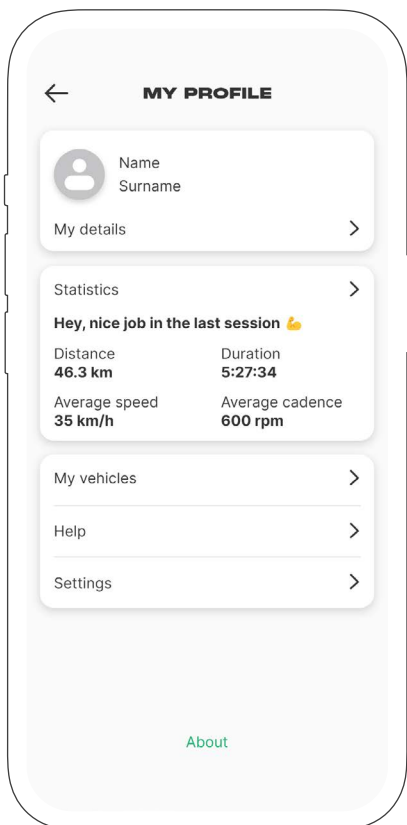 MY PROFILE
Name
Surname
My details
Statistics
Hey, nice job in the last session 💪
Distance
46.3 km
Duration
5:27:34
Average speed
35 km/h
Average cadence
600 rpm
My vehicles
Help
Settings
About